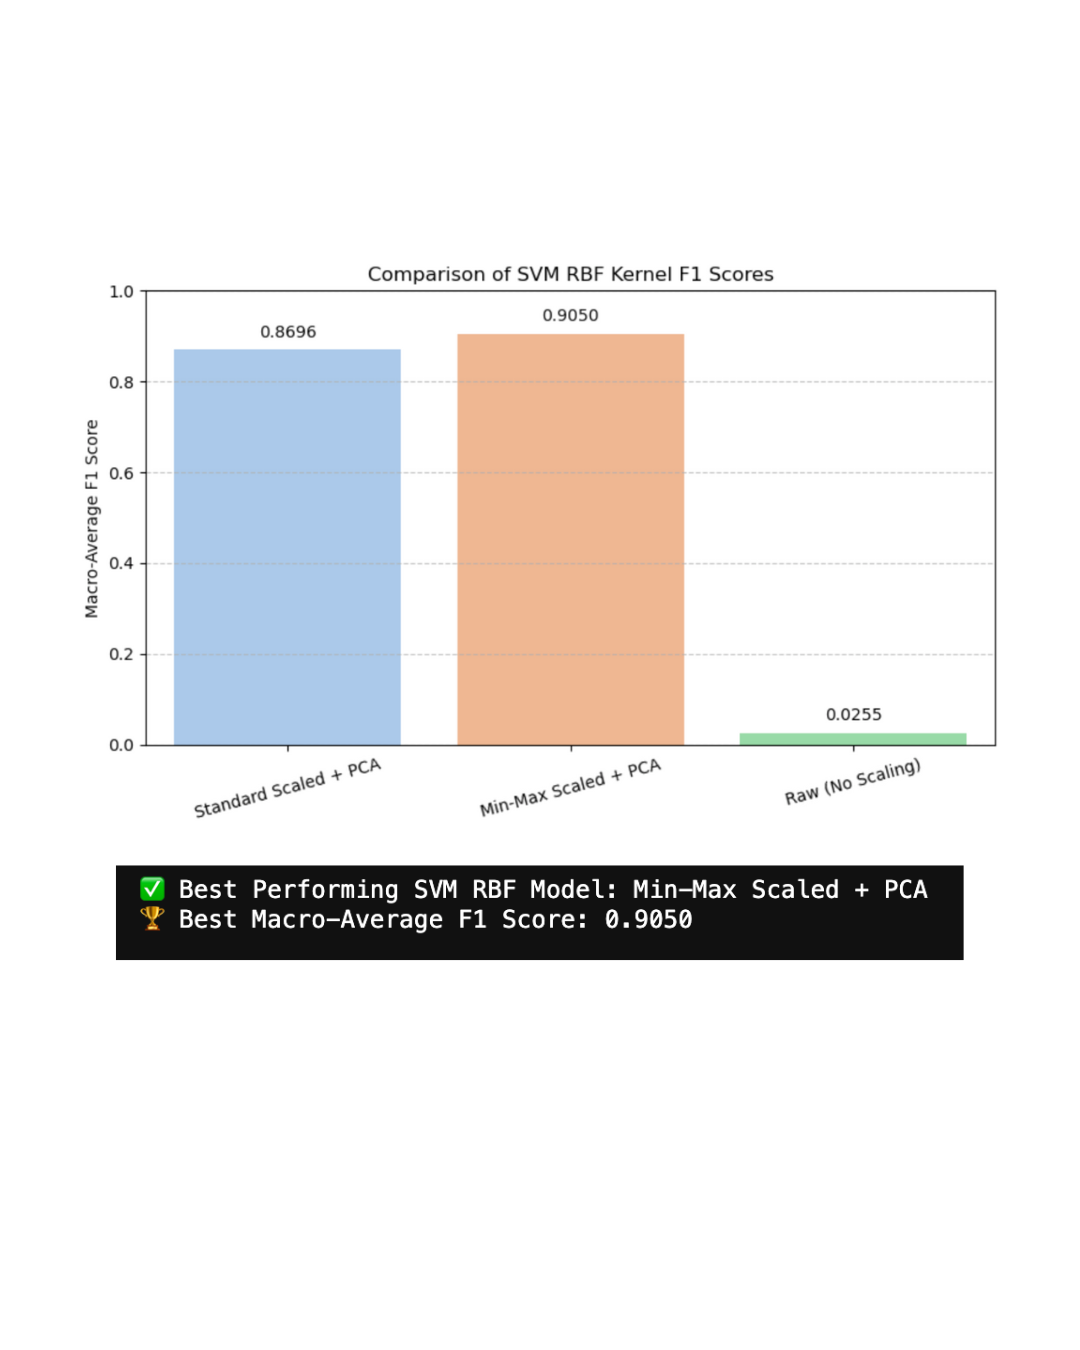 Comparison of SVM RBF Kernel F1 Scores
1.0
0.8
0.6
0.4
0.2
0.0
Macro-Average F1 Score
0.8696
0.9050
0.0255
Standard Scaled + PCA
Min-Max Scaled + PCA
Raw (No Scaling)
✅ Best Performing SVM RBF Model: Min-Max Scaled + PCA
🏆 Best Macro-Average F1 Score: 0.9050